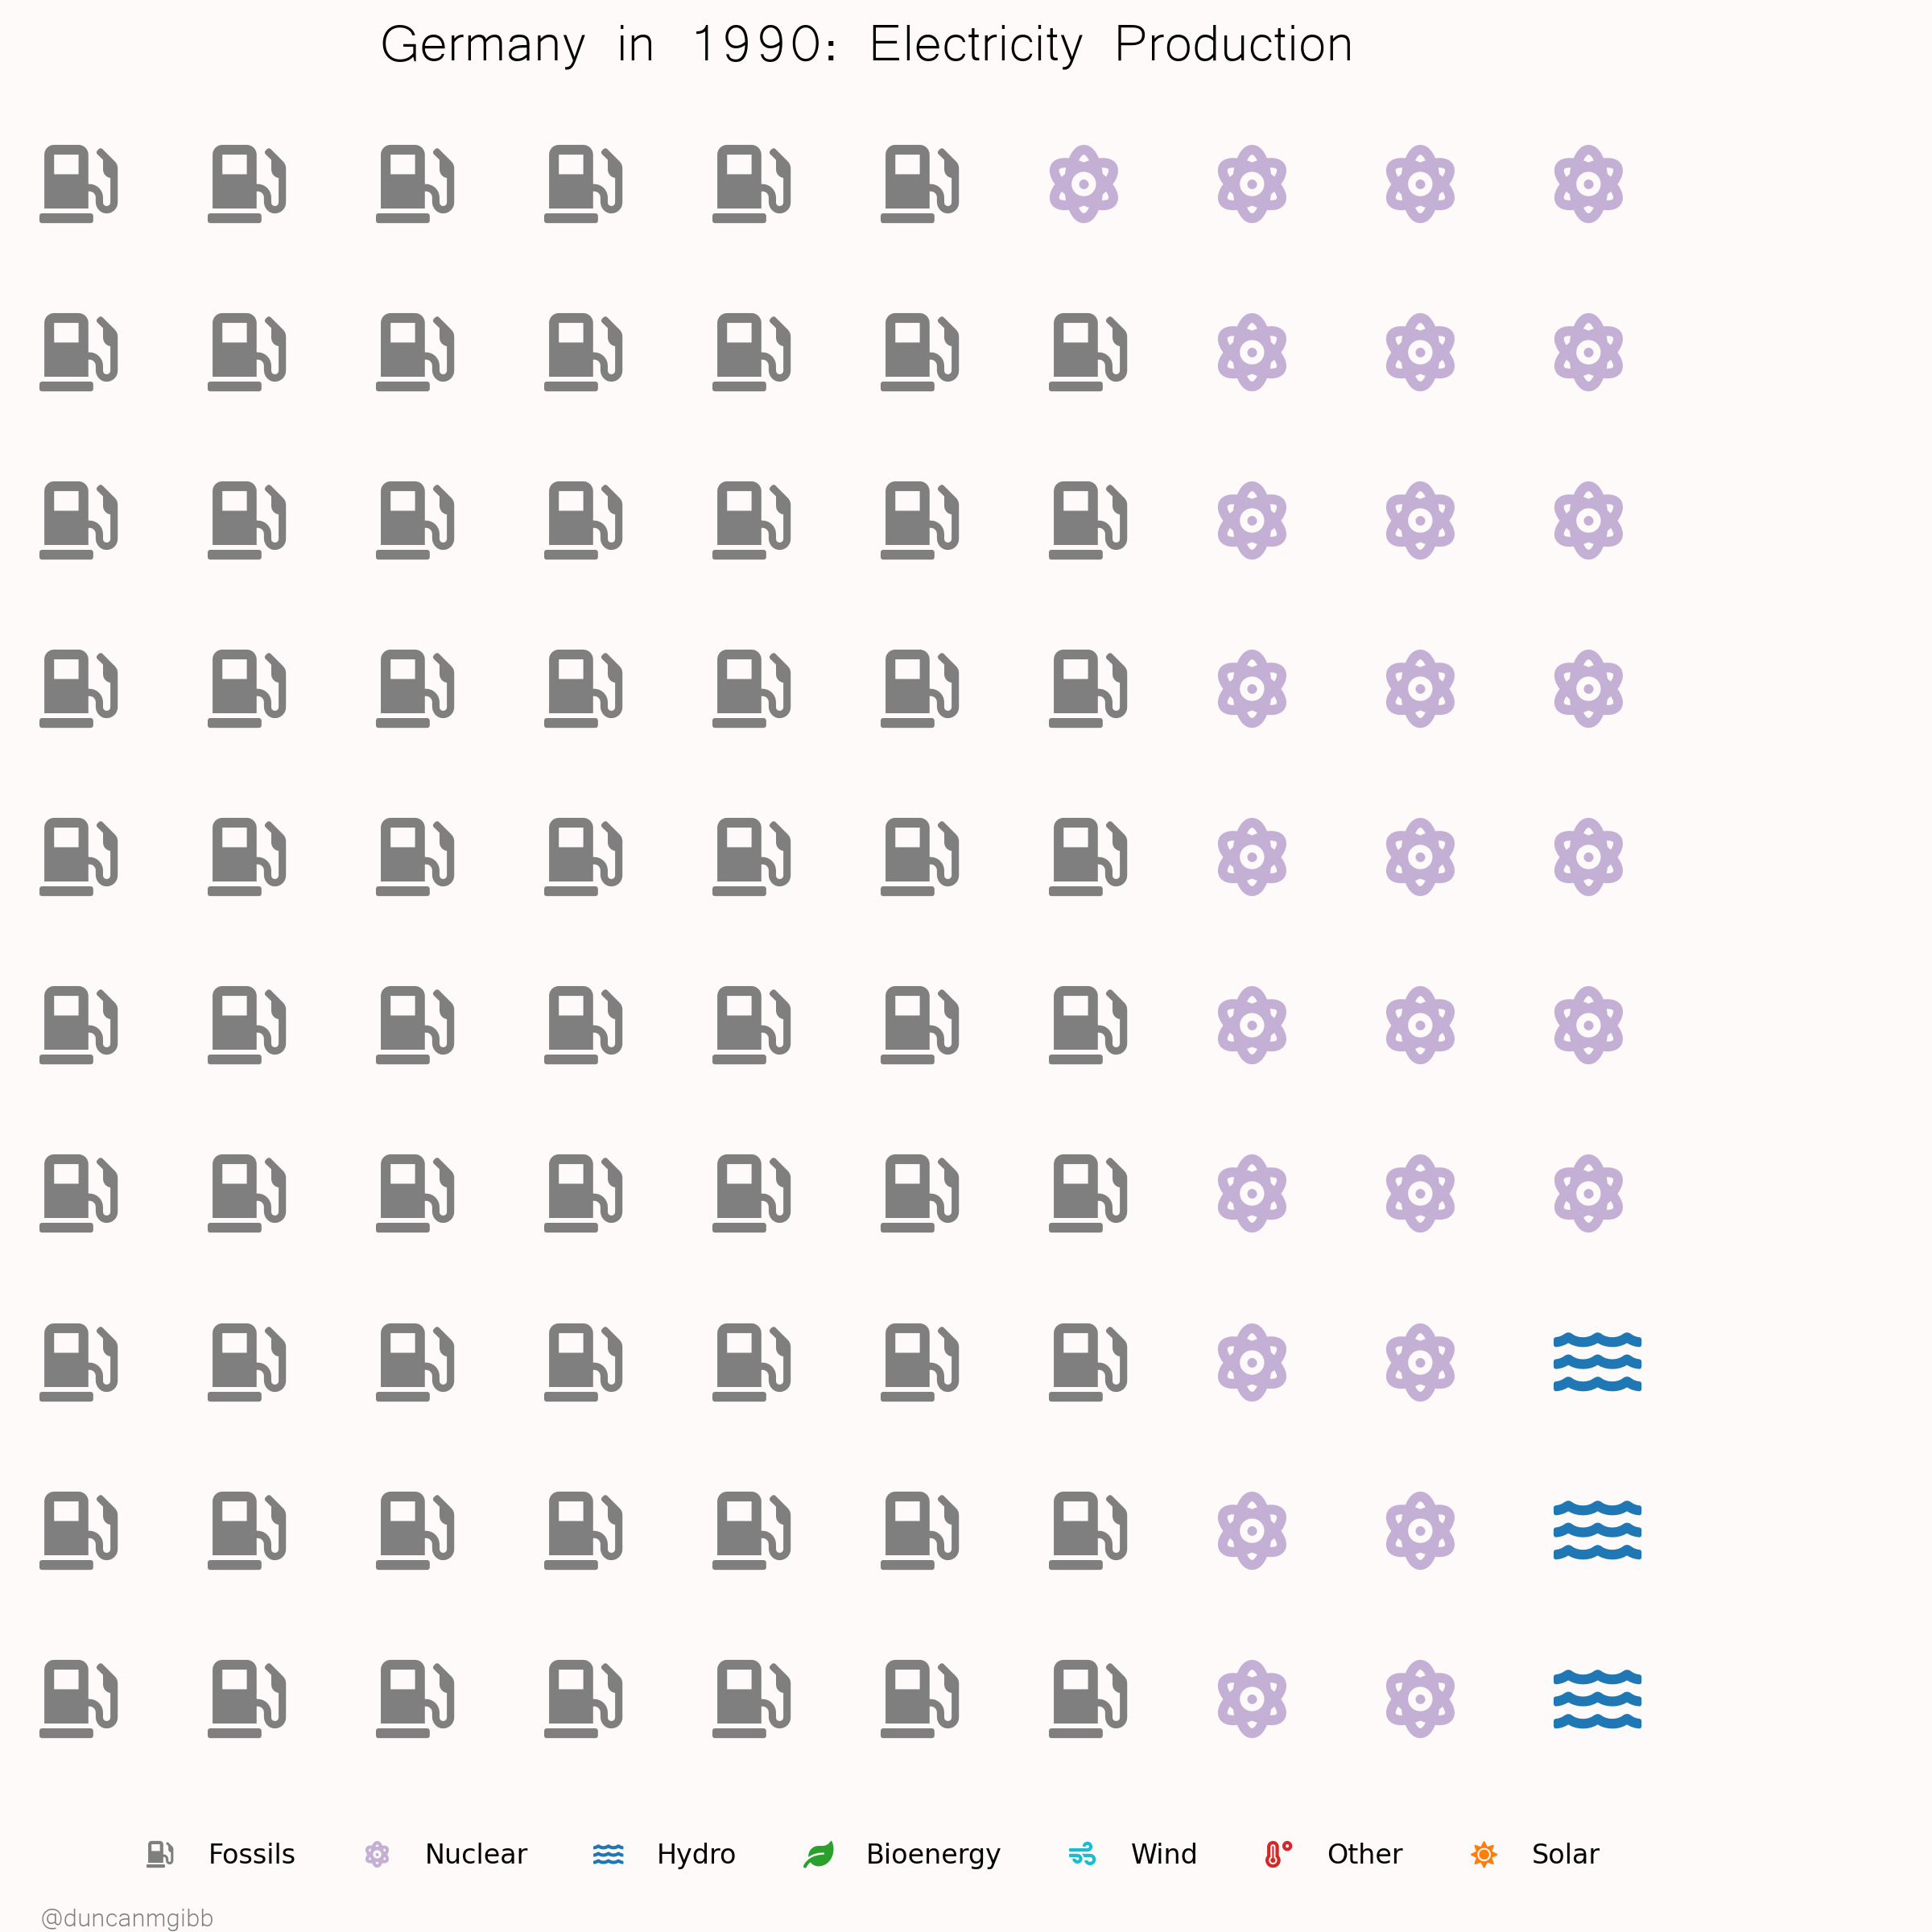 Germany in 1990: Electricity Production
Fossils Nuclear Hydro Bioenergy Wind Other Solar
@duncanmgibb